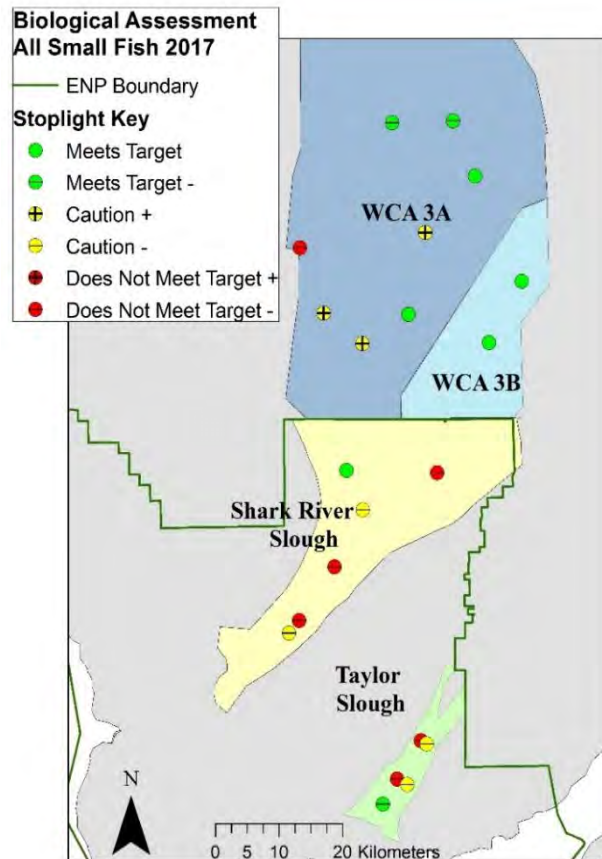 Biological Assessment
All Small Fish 2017
ENP Boundary
Stoplight Key
Meets Target
Meets Target -
Caution +
Caution -
Does Not Meet Target +
Does Not Meet Target -
WCA 3A
WCA 3B
Shark River
Slough
Taylor
Slough
N
0 5 10 20 Kilometers